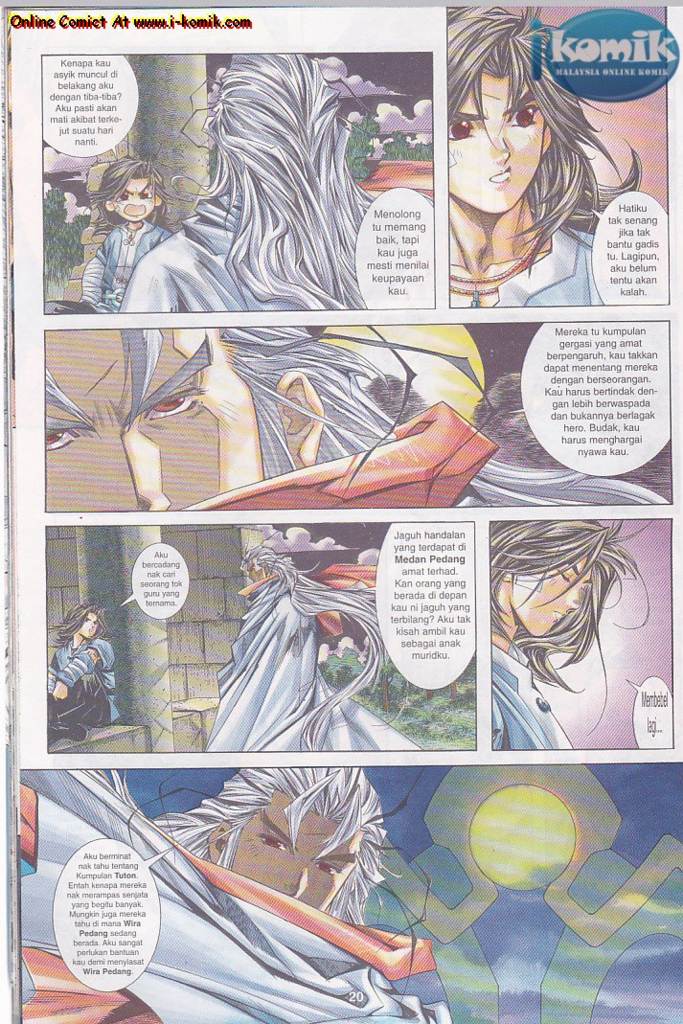 Online Comict At www.i-komik.com
ikomik
MALAYSIA ONLINE KOMIK
Kenapa kau
asyik muncul di
belakang aku
dengan tiba-tiba?
Aku pasti akan
mati akibat terke-
jut suatu hari
nanti.
Menolong
tu memang
baik, tapi
kau juga
mesti menilai
keupayaan
kau.
Hatiku
tak senang
jika tak
bantu gadis
tu. Lagipun,
aku belum
tentu akan
kalah.
Mereka tu kumpulan
gergasi yang amat
berpengaruh, kau takkan
dapat menentang mereka
dengan berseorangan.
Kau harus bertindak den-
gan lebih berwaspada
dan bukannya berlagak
hero. Budak, kau
harus menghargai
nyawa kau.
Aku
bercadang
nak cari
seorang tok
guru yang
ternama.
Jaguh handalan
yang terdapat di
Medan Pedang
amat terhad.
Kan orang yang
berada di depan
kau ni jaguh yang
terbilang? Aku tak
kisah ambil kau
sebagai anak
muridku.
Membebel
lagi...
Aku berminat
nak tahu tentang
Kumpulan Tuton.
Entah kenapa mereka
nak merampas senjata
yang begitu banyak.
Mungkin juga mereka
tahu di mana Wira
Pedang sedang
berada. Aku sangat
perlukan bantuan
kau demi menyiasat
Wira Pedang.
20